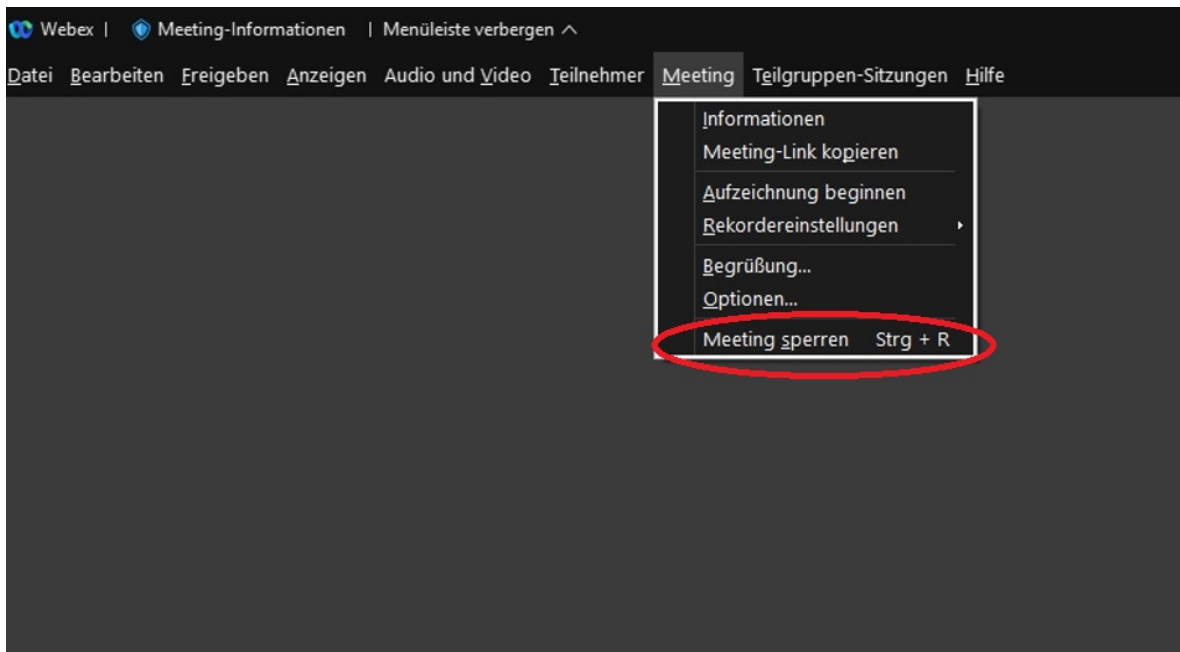 Webex | Meeting-Informationen | Menüleiste verbergen
Datei Bearbeiten Freigeben Anzeigen Audio und Video Teilnehmer Meeting Teilgruppen-Sitzungen Hilfe
Informationen
Meeting-Link kopieren
Aufzeichnung beginnen
Rekordereinstellungen
Begrüßung...
Optionen...
Meeting sperren Strg + R